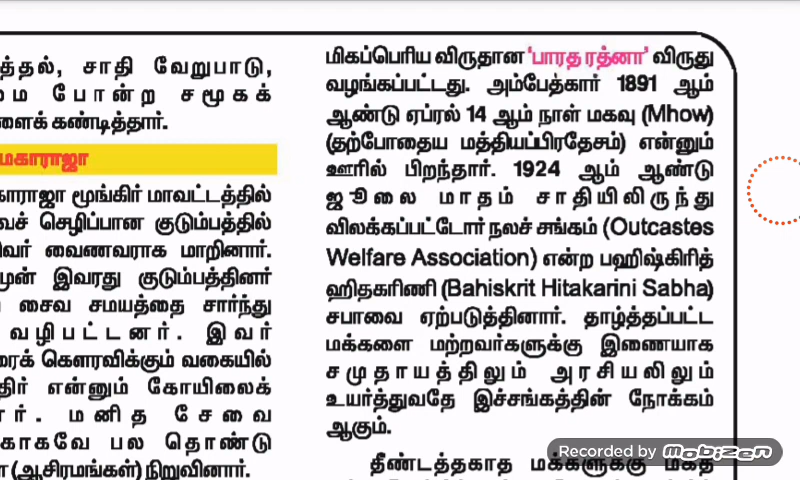 த்தல், சாதி வேறுபாடு,
மை போன்ற சமூகக்
ளைக் கண்டித்தார்.
மகாராஜா
காராஜா மூங்கிர் மாவட்டத்தில்
வச் செழிப்பான குடும்பத்தில்
வர் வைணவராக மாறினார்.
முன் இவரது குடும்பத்தினர்
சைவ சமயத்தை சார்ந்து
வழிபட்டனர். இவர்
ரைக் கௌரவிக்கும் வகையில்
திர் என்னும் கோயிலைக்
ார். மனித சேவை
காகவே பல தொண்டு
(ஆசிரமங்கள்) நிறுவினார்.
மிகப்பெரிய விருதான 'பாரத ரத்னா' விருது
வழங்கப்பட்டது. அம்பேத்கார் 1891 ஆம்
ஆண்டு ஏப்ரல் 14 ஆம் நாள் மகவு (Mhow)
(தற்போதைய மத்தியப்பிரதேசம்) என்னும்
ஊரில் பிறந்தார். 1924 ஆம் ஆண்டு
ஜூலை மாதம் சாதியிலிருந்து
விலக்கப்பட்டோர் நலச் சங்கம் (Outcastes
Welfare Association) என்ற பஹிஷ்கிரித்
ஹிதகரிணி (Bahiskrit Hitakarini Sabha)
சபாவை ஏற்படுத்தினார். தாழ்த்தப்பட்ட
மக்களை மற்றவர்களுக்கு இணையாக
சமுதாயத்திலும் அரசியலிலும்
உயர்த்துவதே இச்சங்கத்தின் நோக்கம்
ஆகும்.
தீண்டத்தகாத மக்களுக்கு மகத்
Recorded by Mobizen